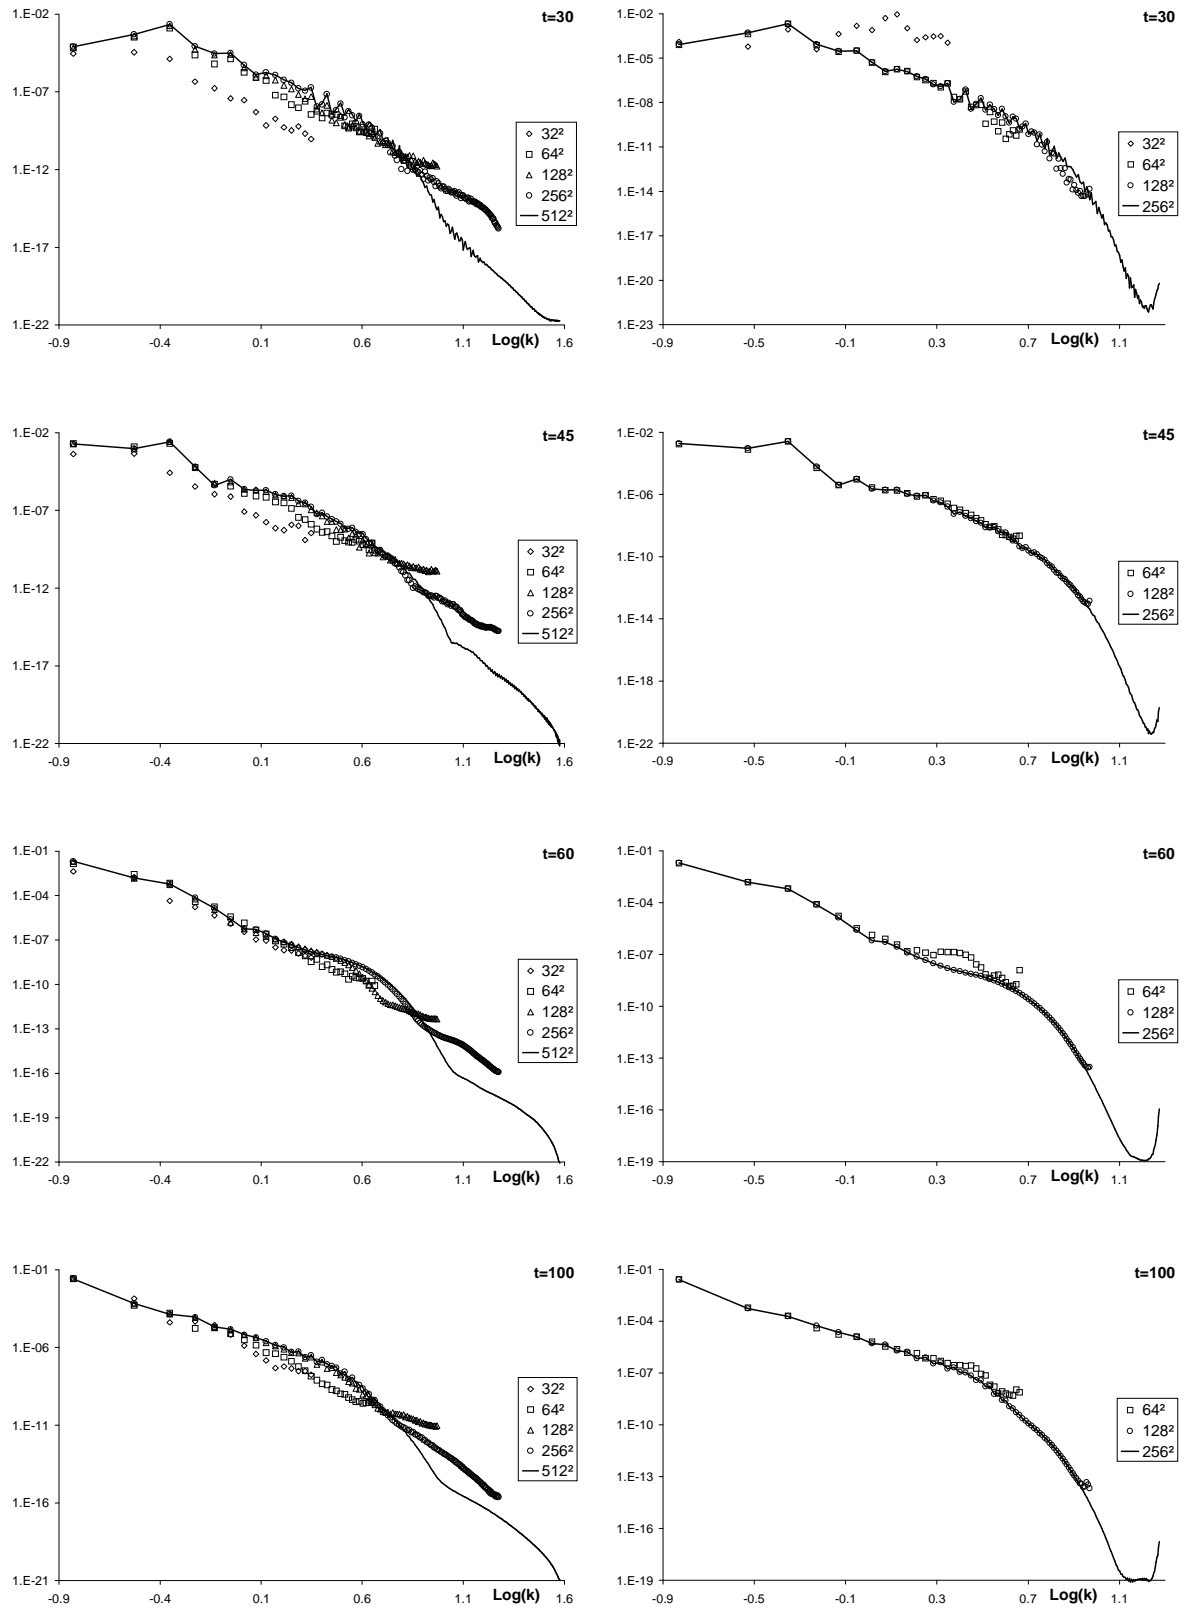 t=30
1.E-02
1.E-07
1.E-12
1.E-17
1.E-22
-0.9 -0.4 0.1 0.6 1.1 1.6
Log(k)
32²
64²
128²
256²
512²
t=30
1.E-02
1.E-05
1.E-08
1.E-11
1.E-14
1.E-17
1.E-20
1.E-23
-0.9 -0.5 -0.1 0.3 0.7 1.1
Log(k)
32²
64²
128²
256²
t=45
1.E-02
1.E-07
1.E-12
1.E-17
1.E-22
-0.9 -0.4 0.1 0.6 1.1 1.6
Log(k)
32²
64²
128²
256²
512²
t=45
1.E-02
1.E-06
1.E-10
1.E-14
1.E-18
1.E-22
-0.9 -0.5 -0.1 0.3 0.7 1.1
Log(k)
64²
128²
256²
t=60
1.E-01
1.E-04
1.E-07
1.E-10
1.E-13
1.E-16
1.E-19
1.E-22
-0.9 -0.4 0.1 0.6 1.1 1.6
Log(k)
32²
64²
128²
256²
512²
t=60
1.E-01
1.E-04
1.E-07
1.E-10
1.E-13
1.E-16
1.E-19
-0.9 -0.5 -0.1 0.3 0.7 1.1
Log(k)
64²
128²
256²
t=100
1.E-01
1.E-06
1.E-11
1.E-16
1.E-21
-0.9 -0.4 0.1 0.6 1.1 1.6
Log(k)
32²
64²
128²
256²
512²
t=100
1.E-01
1.E-04
1.E-07
1.E-10
1.E-13
1.E-16
1.E-19
-0.9 -0.5 -0.1 0.3 0.7 1.1
Log(k)
64²
128²
256²